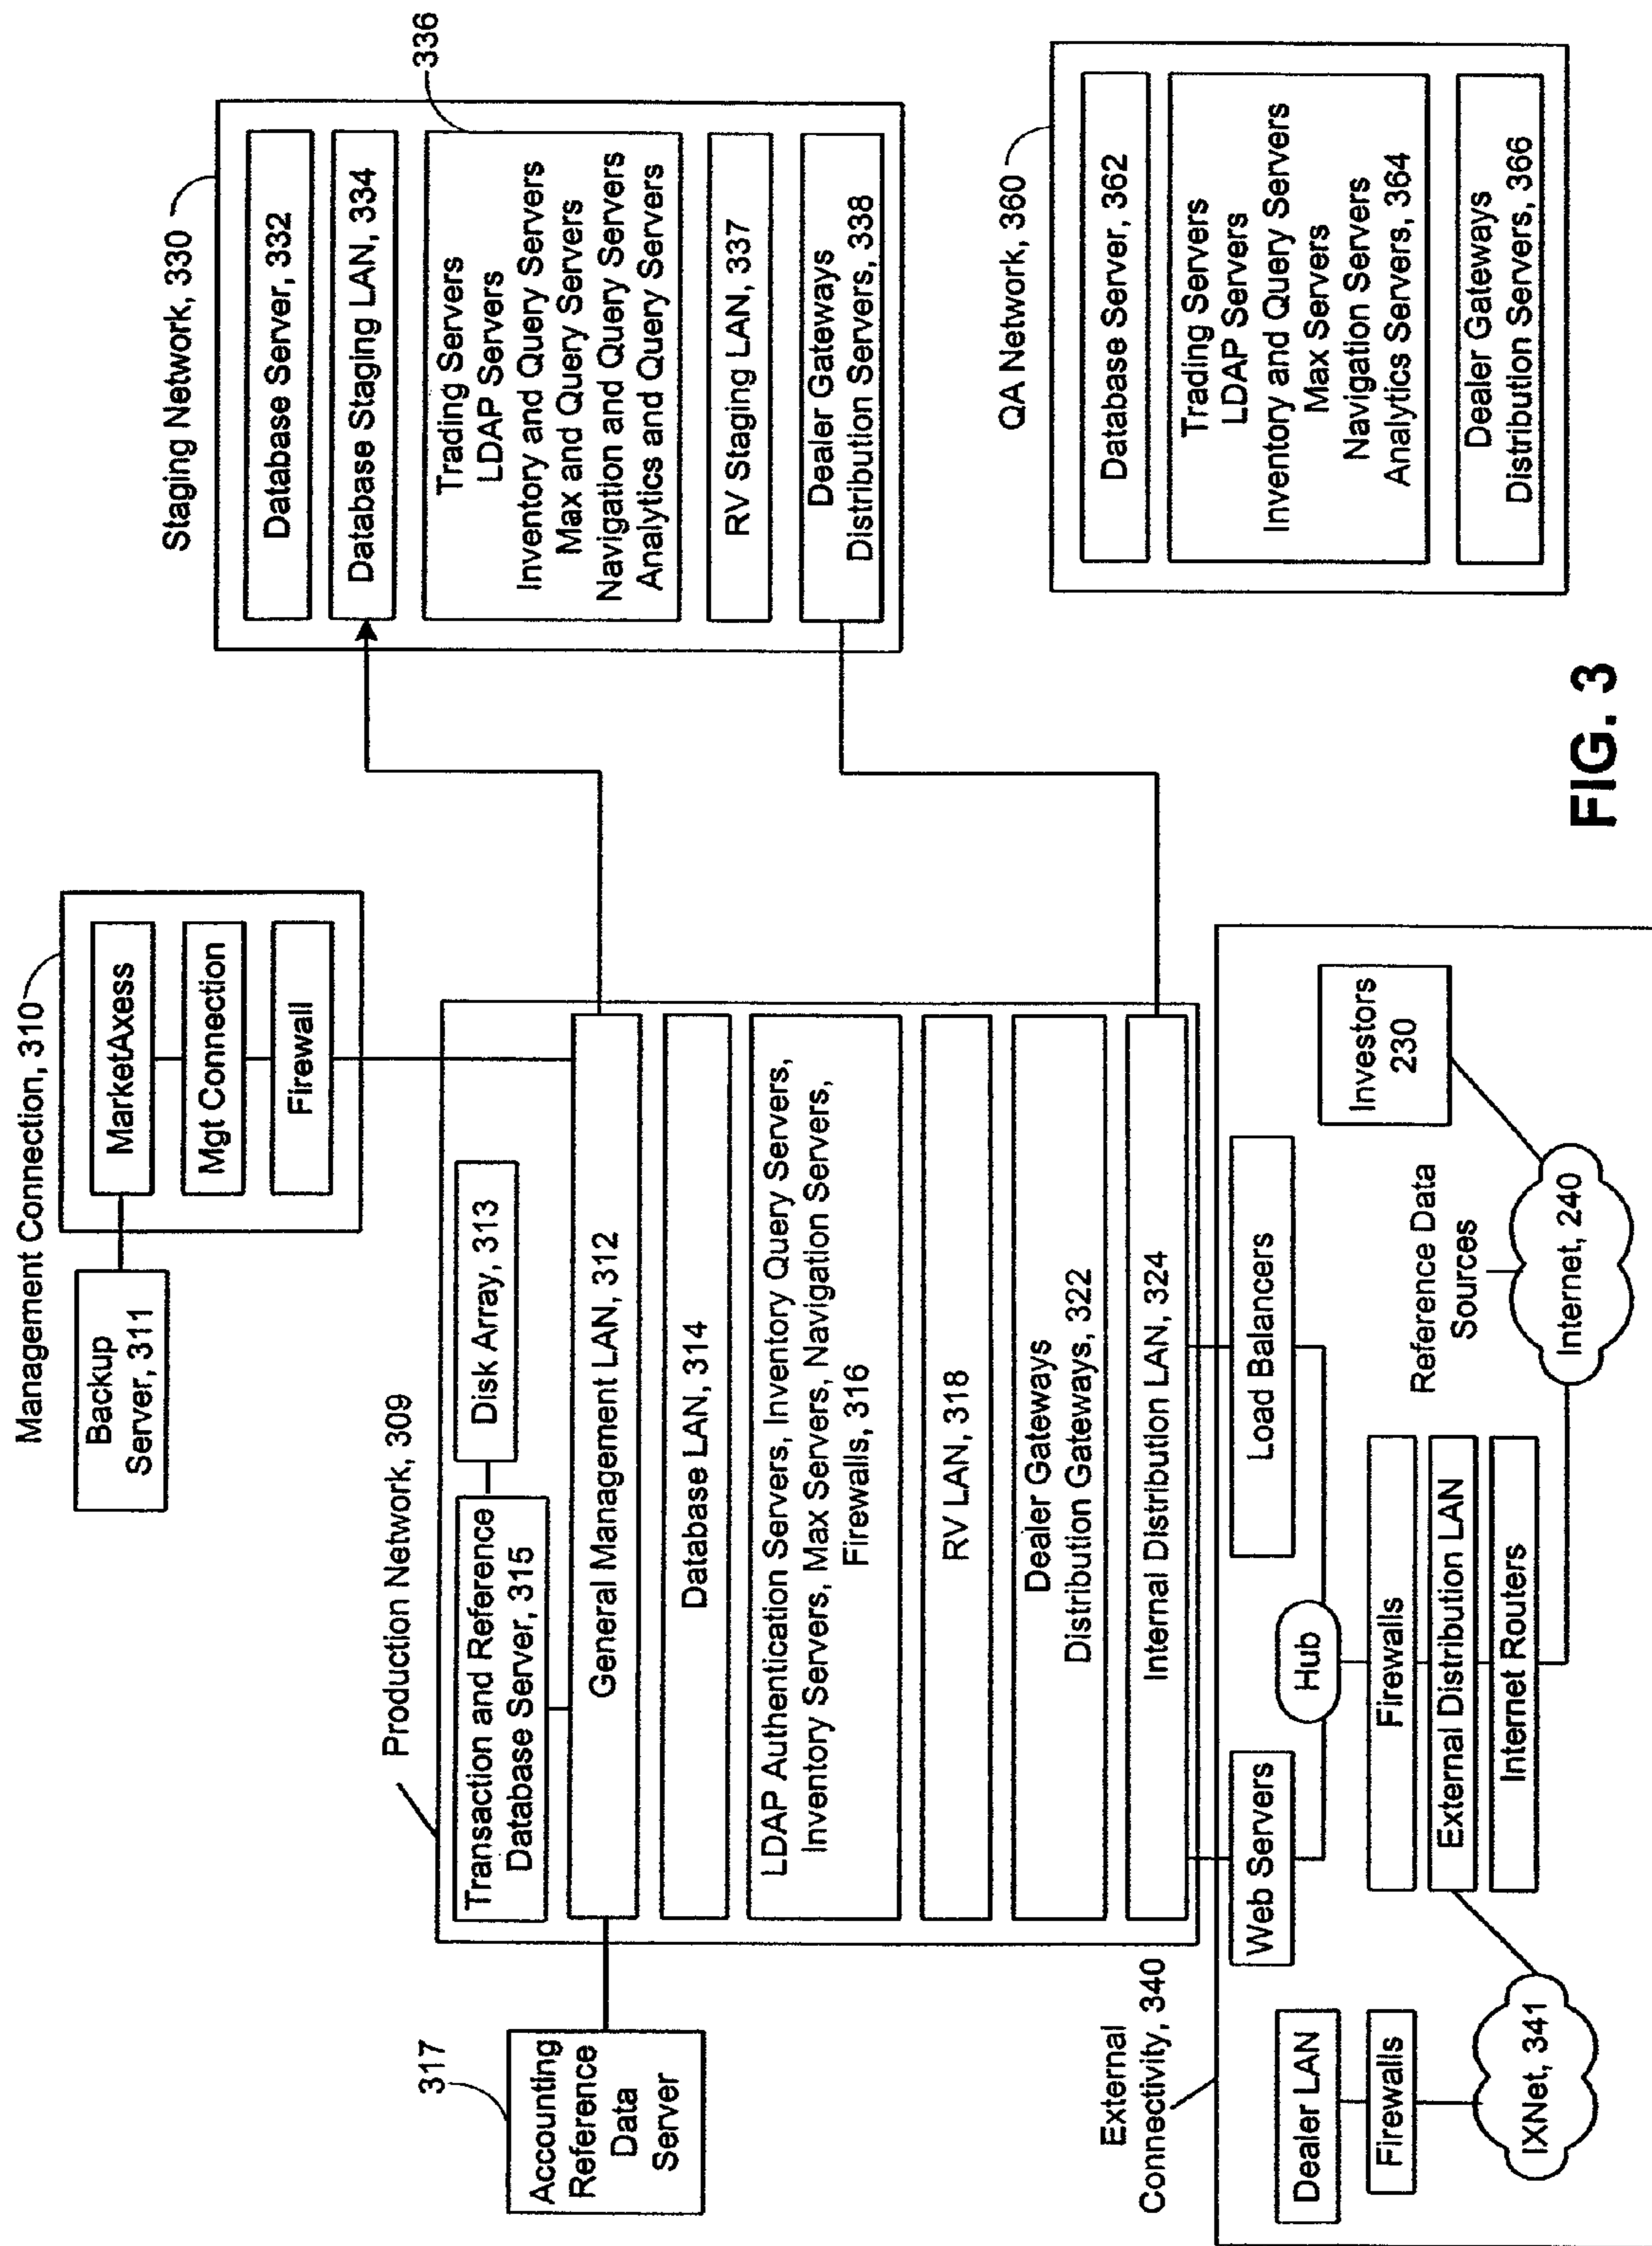 Management Connection, 310
Backup
Server, 311
MarketAxess
Mgt Connection
Firewall
Staging Network, 330
Database Server, 332
Database Staging LAN, 334
336
Trading Servers
LDAP Servers
Inventory and Query Servers
Max and Query Servers
Navigation and Query Servers
Analytics and Query Servers
RV Staging LAN, 337
Dealer Gateways
Distribution Servers, 338
Production Network, 309
Transaction and Reference
Database Server, 315
Disk Array, 313
General Management LAN, 312
Database LAN, 314
LDAP Authentication Servers, Inventory Query Servers,
Inventory Servers, Max Servers, Navigation Servers,
Firewalls, 316
RV LAN, 318
Dealer Gateways
Distribution Gateways, 322
Internal Distribution LAN, 324
317
Accounting
Reference
Data
Server
QA Network, 360
Database Server, 362
Trading Servers
LDAP Servers
Inventory and Query Servers
Max Servers
Navigation Servers
Analytics Servers, 364
Dealer Gateways
Distribution Servers, 366
External
Connectivity, 340
Web Servers
Load Balancers
Hub
Investors
230
Dealer LAN
Firewalls
IXNet, 341
Firewalls
External Distribution LAN
Internet Routers
Reference Data
Sources
Internet, 240
FIG. 3